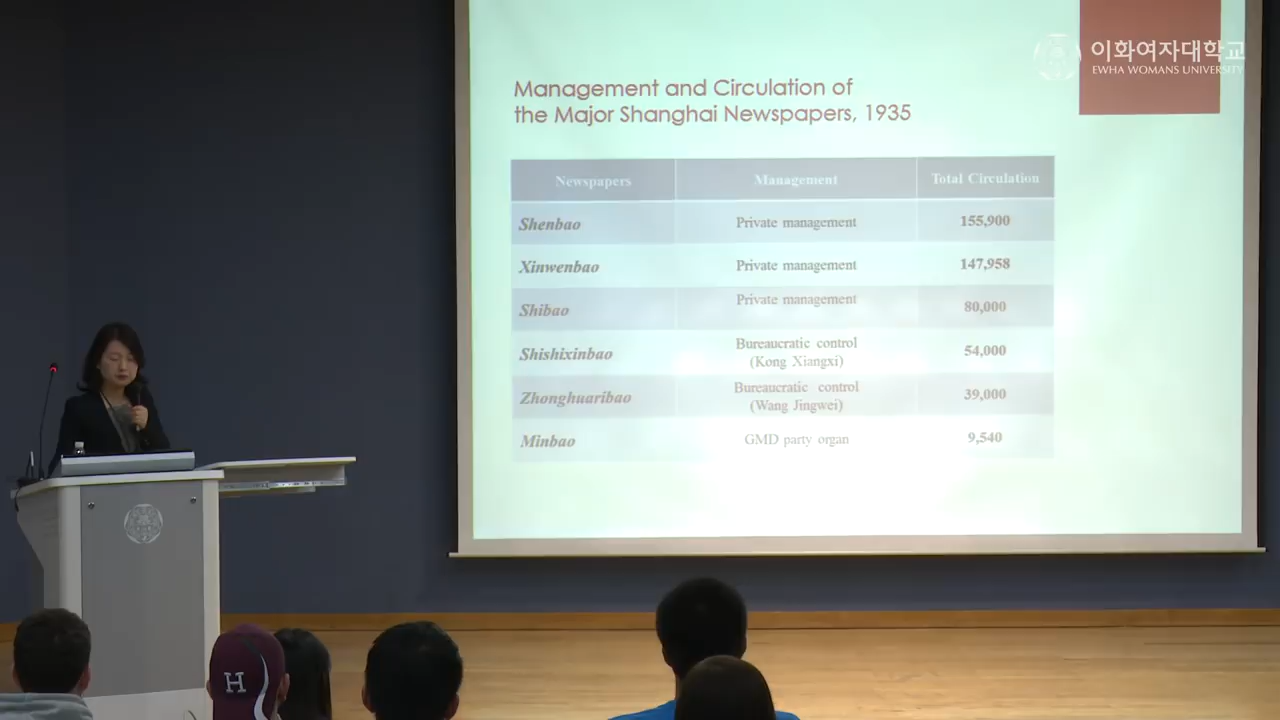 이화여자대학교
EWHA WOMANS UNIVERSITY
Management and Circulation of
the Major Shanghai Newspapers, 1935
Newspapers Management Total Circulation
Shenbao Private management 155,900
Xinwenbao Private management 147,958
Shibao Private management 80,000
Shishixinbao Bureaucratic control (Kong Xiangxi) 54,000
Zhonghuaribao Bureaucratic control (Wang Jingwei) 39,000
Minbao GMD party organ 9,540
H